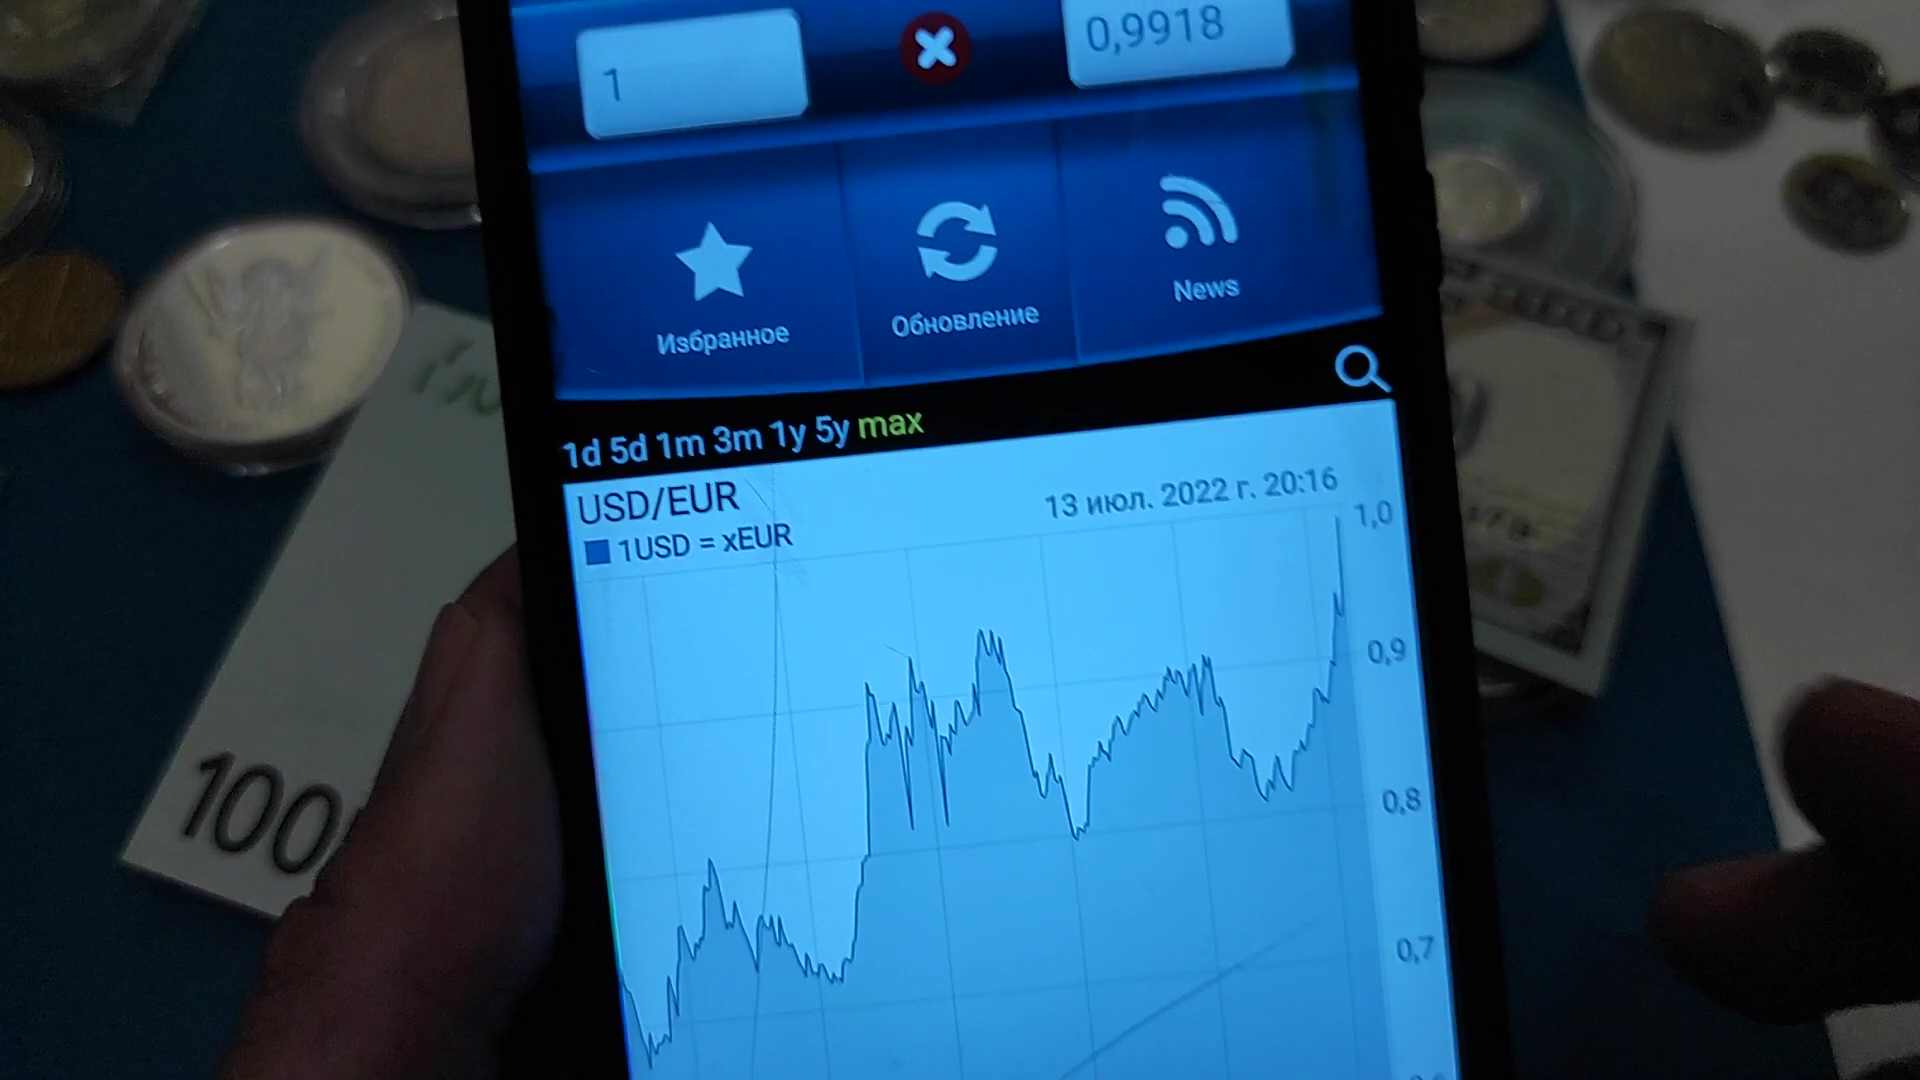 1
0,9918
Избранное
Обновление
News
1d 5d 1m 3m 1y 5y max
USD/EUR
13 июл. 2022 г. 20:16
1USD = xEUR
1,0
0,9
0,8
0,7
100